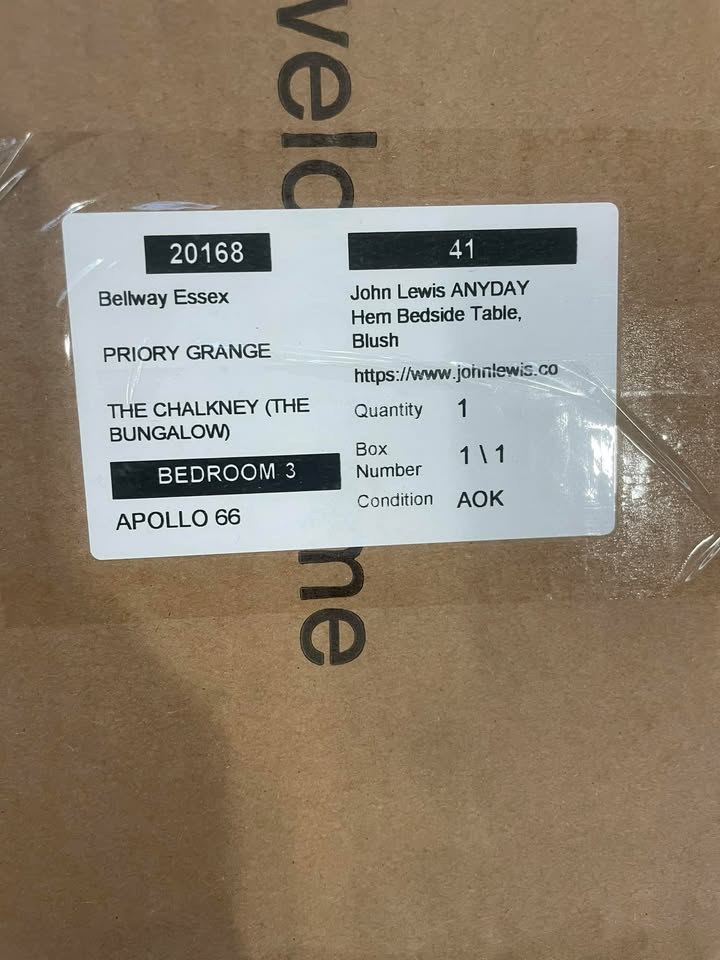 welcome
20168
Bellway Essex
PRIORY GRANGE
THE CHALKNEY (THE
BUNGALOW)
BEDROOM 3
APOLLO 66
41
John Lewis ANYDAY
Hem Bedside Table,
Blush
https://www.johnlewis.co
Quantity 1
Box
Number 1 \ 1
Condition AOK